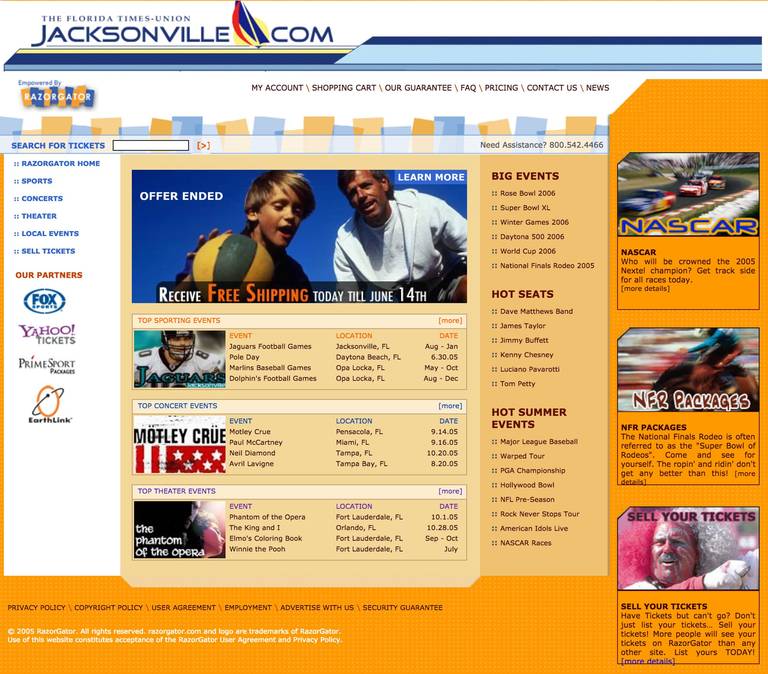 THE FLORIDA TIMES-UNION
JACKSONVILLE.COM
Empowered By
RAZORGATOR
MY ACCOUNT \ SHOPPING CART \ OUR GUARANTEE \ FAQ \ PRICING \ CONTACT US \ NEWS
SEARCH FOR TICKETS [>]
Need Assistance? 800.542.4466
:: RAZORGATOR HOME
:: SPORTS
:: CONCERTS
:: THEATER
:: LOCAL EVENTS
:: SELL TICKETS
OUR PARTNERS
FOX
SPORTS
YAHOO!
TICKETS
PRIMESPORT
PACKAGES
EarthLink
LEARN MORE
OFFER ENDED
RECEIVE FREE SHIPPING TODAY TILL JUNE 14TH
TOP SPORTING EVENTS [more]
JAGUARS
Jacksonville
EVENT LOCATION DATE
Jaguars Football Games Jacksonville, FL Aug - Jan
Pole Day Daytona Beach, FL 6.30.05
Marlins Baseball Games Opa Locka, FL May - Oct
Dolphin's Football Games Opa Locka, FL Aug - Dec
TOP CONCERT EVENTS [more]
MÖTLEY CRÜE
EVENT LOCATION DATE
Motley Crue Pensacola, FL 9.14.05
Paul McCartney Miami, FL 9.16.05
Neil Diamond Tampa, FL 10.20.05
Avril Lavigne Tampa Bay, FL 8.20.05
TOP THEATER EVENTS [more]
the
phantom
of the opera
EVENT LOCATION DATE
Phantom of the Opera Fort Lauderdale, FL 10.1.05
The King and I Orlando, FL 10.28.05
Elmo's Coloring Book Fort Lauderdale, FL Sep - Oct
Winnie the Pooh Fort Lauderdale, FL July
BIG EVENTS
:: Rose Bowl 2006
:: Super Bowl XL
:: Winter Games 2006
:: Daytona 500 2006
:: World Cup 2006
:: National Finals Rodeo 2005
HOT SEATS
:: Dave Matthews Band
:: James Taylor
:: Jimmy Buffett
:: Kenny Chesney
:: Luciano Pavarotti
:: Tom Petty
HOT SUMMER
EVENTS
:: Major League Baseball
:: Warped Tour
:: PGA Championship
:: Hollywood Bowl
:: NFL Pre-Season
:: Rock Never Stops Tour
:: American Idols Live
:: NASCAR Races
NASCAR
NASCAR
Who will be crowned the 2005
Nextel champion? Get track side
for all races today.
[more details]
NFR PACKAGES
NFR PACKAGES
The National Finals Rodeo is often
referred to as the "Super Bowl of
Rodeos". Come and see for
yourself. The ropin' and ridin' don't
get any better than this! [more
details]
SELL YOUR TICKETS
SELL YOUR TICKETS
Have Tickets but can't go? Don't
just list your tickets... Sell your
tickets! More people will see your
tickets on RazorGator than any
other site. List yours TODAY!
[more details]
PRIVACY POLICY \ COPYRIGHT POLICY \ USER AGREEMENT \ EMPLOYMENT \ ADVERTISE WITH US \ SECURITY GUARANTEE
© 2005 RazorGator. All rights reserved. razorgator.com and logo are trademarks of RazorGator.
Use of this website constitutes acceptance of the RazorGator User Agreement and Privacy Policy.